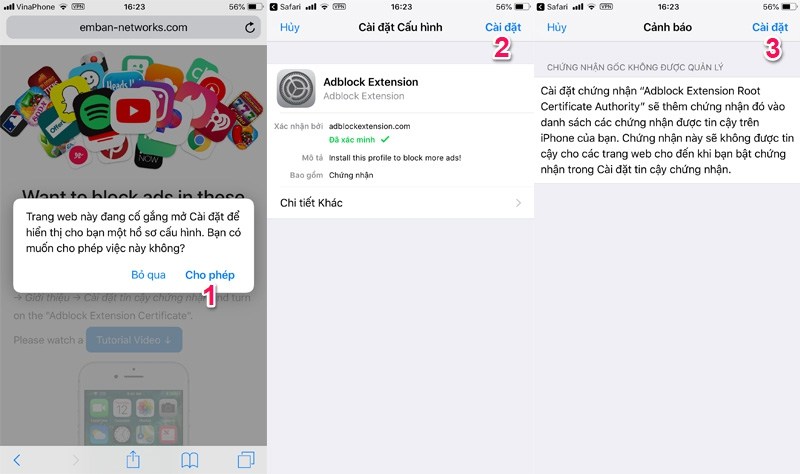 VinaPhone VPN 16:23 56%
emban-networks.com
Heads Up!
Offer!
NOW
Want to block ads in these
Trang web này đang cố gắng mở Cài đặt để
hiển thị cho bạn một hồ sơ cấu hình. Bạn có
muốn cho phép việc này không?
Bỏ qua Cho phép
1
→ Giới thiệu → Cài đặt tin cậy chứng nhận and turn
on the "Adblock Extension Certificate".
Please watch a Tutorial Video ↓
Safari VPN 16:23 56%
Hủy Cài đặt Cấu hình Cài đặt
2
Adblock Extension
Adblock Extension
Xác nhận bởi adblockextension.com
Đã xác minh ✓
Mô tả Install this profile to block more ads!
Bao gồm Chứng nhận
Chi tiết Khác
Safari VPN 16:23 56%
Hủy Cảnh báo Cài đặt
3
CHỨNG NHẬN GỐC KHÔNG ĐƯỢC QUẢN LÝ
Cài đặt chứng nhận "Adblock Extension Root
Certificate Authority" sẽ thêm chứng nhận đó vào
danh sách các chứng nhận được tin cậy trên
iPhone của bạn. Chứng nhận này sẽ không được tin
cậy cho các trang web cho đến khi bạn bật chứng
nhận trong Cài đặt tin cậy chứng nhận.